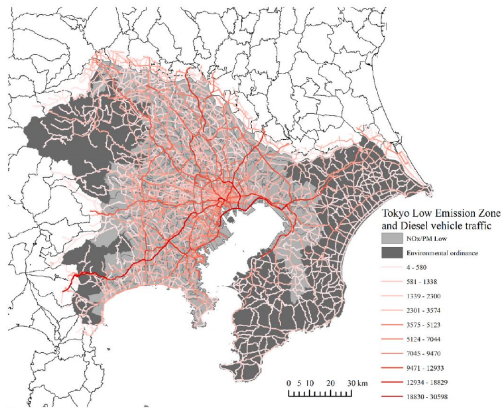 Tokyo Low Emission Zone
and Diesel vehicle traffic
NOx/PM Low
Environmental ordinance
4 - 580
581 - 1338
1339 - 2300
2301 - 3574
3575 - 5123
5124 - 7044
7045 - 9470
9471 - 12933
12934 - 18829
18830 - 30598
0 5 10 20 30 km